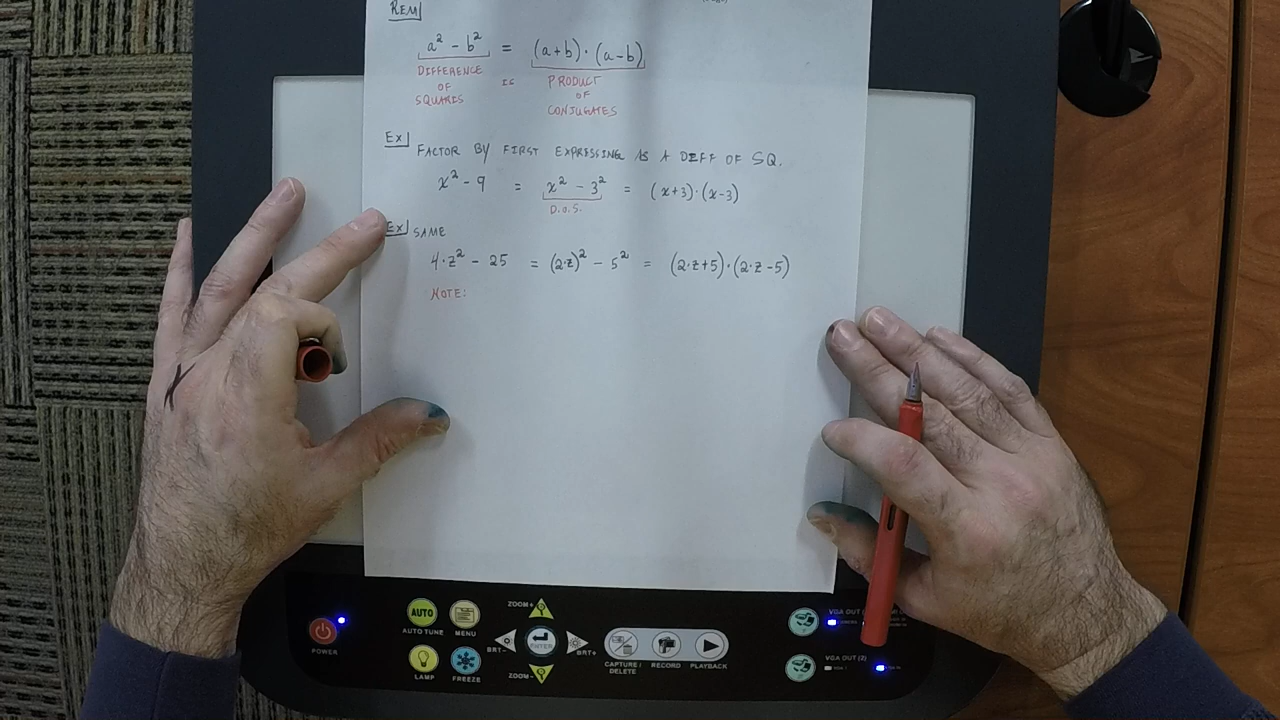 REM
a² - b² = (a+b)·(a-b)
DIFFERENCE OF SQUARES IS PRODUCT OF CONJUGATES
EX
FACTOR BY FIRST EXPRESSING AS A DIFF OF SQ.
x² - 9 = x² - 3² = (x+3)·(x-3)
D.O.S.
EX SAME
4·z² - 25 = (2·z)² - 5² = (2·z+5)·(2·z-5)
NOTE:
POWER
AUTO
AUTO TUNE
MENU
LAMP
FREEZE
ZOOM+
BRT-
ENTER
BRT+
ZOOM-
CAPTURE / DELETE
RECORD
PLAYBACK
VGA OUT
VGA OUT (2)